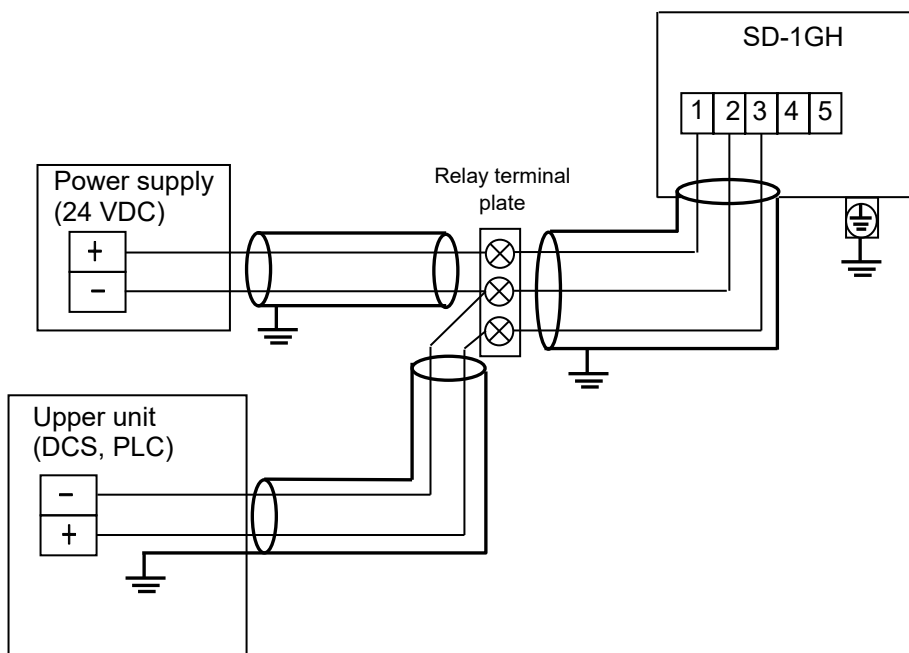 SD-1GH
1 2 3 4 5
Power supply
(24 VDC)
+
-
Relay terminal
plate
Upper unit
(DCS, PLC)
-
+